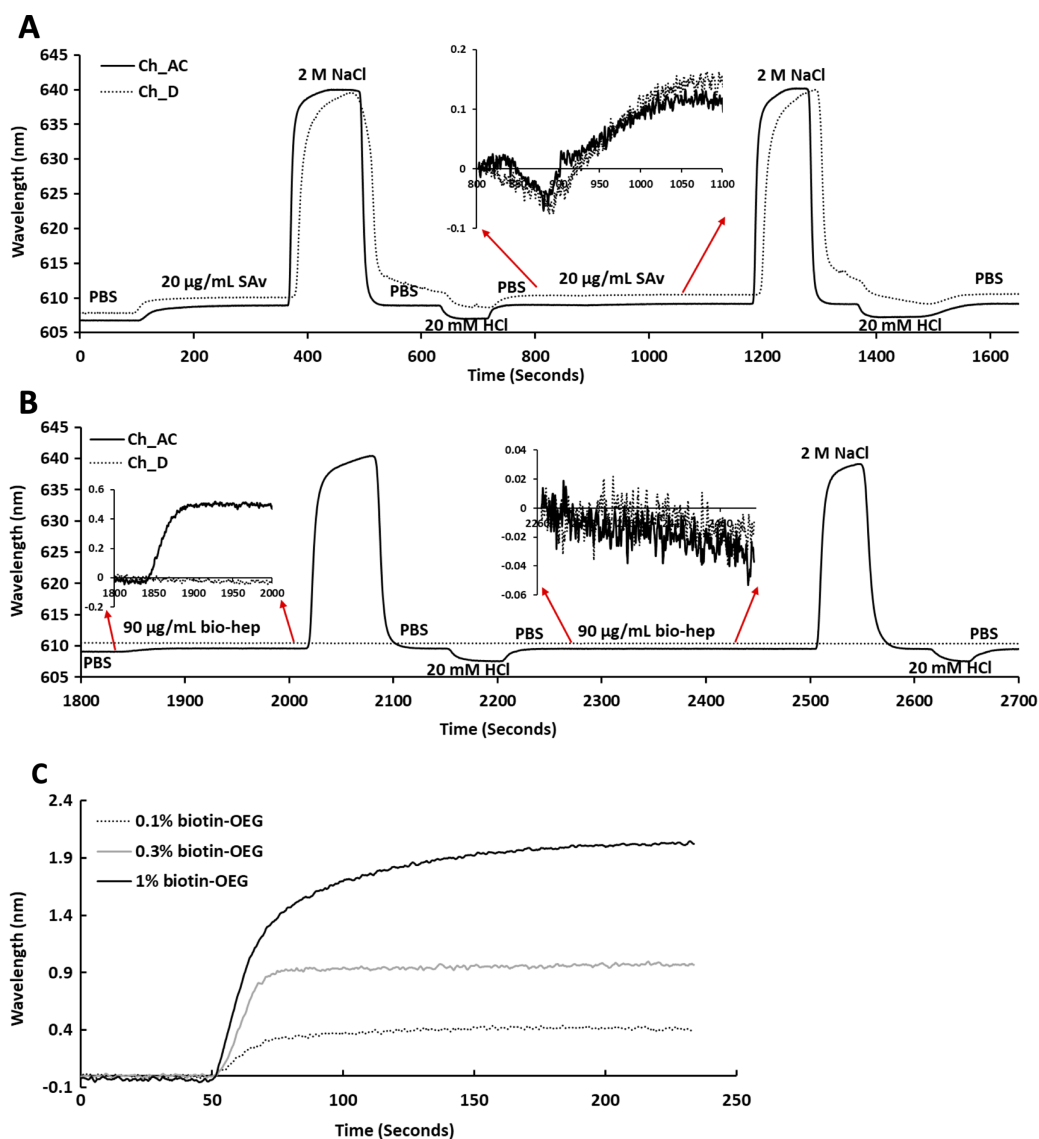 A
645
640
635
630
625
620
615
610
605
Wavelength (nm)
Ch_AC
Ch_D
2 M NaCl
2 M NaCl
0.2
0.1
0
-0.1
800
900
950
1000
1050
1100
PBS
20 µg/mL SAv
PBS
PBS
20 µg/mL SAv
PBS
20 mM HCl
20 mM HCl
0 200 400 600 800 1000 1200 1400 1600
Time (Seconds)
B
645
640
635
630
625
620
615
610
605
Wavelength (nm)
Ch_AC
Ch_D
0.6
0.4
0.2
0
-0.2
1800 1850 1900 1950 2000
0.04
0.02
0
-0.02
-0.04
-0.06
2 M NaCl
90 µg/mL bio-hep
PBS
PBS
90 µg/mL bio-hep
PBS
PBS
20 mM HCl
20 mM HCl
1800 1900 2000 2100 2200 2300 2400 2500 2600 2700
Time (Seconds)
C
2.4
1.9
1.4
0.9
0.4
-0.1
Wavelength (nm)
0.1% biotin-OEG
0.3% biotin-OEG
1% biotin-OEG
0 50 100 150 200 250
Time (Seconds)